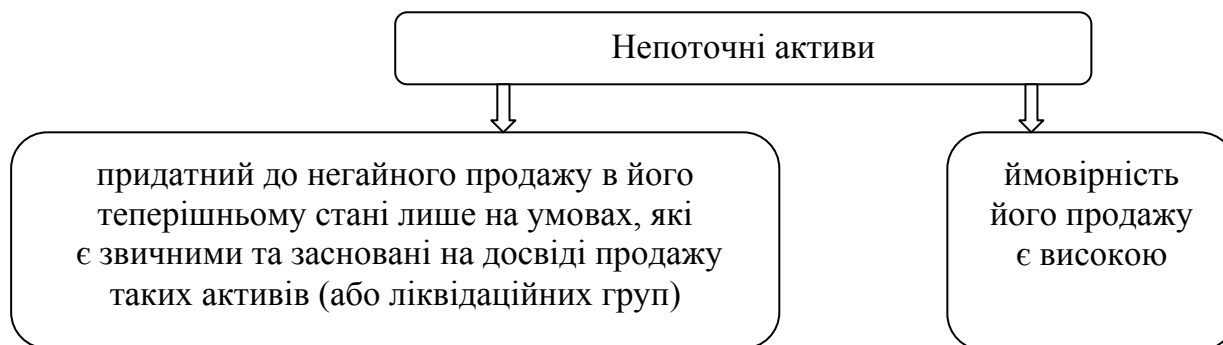 Непоточні активи
придатний до негайного продажу в його
теперішньому стані лише на умовах, які
є звичними та засновані на досвіді продажу
таких активів (або ліквідаційних груп)
ймовірність
його продажу
є високою